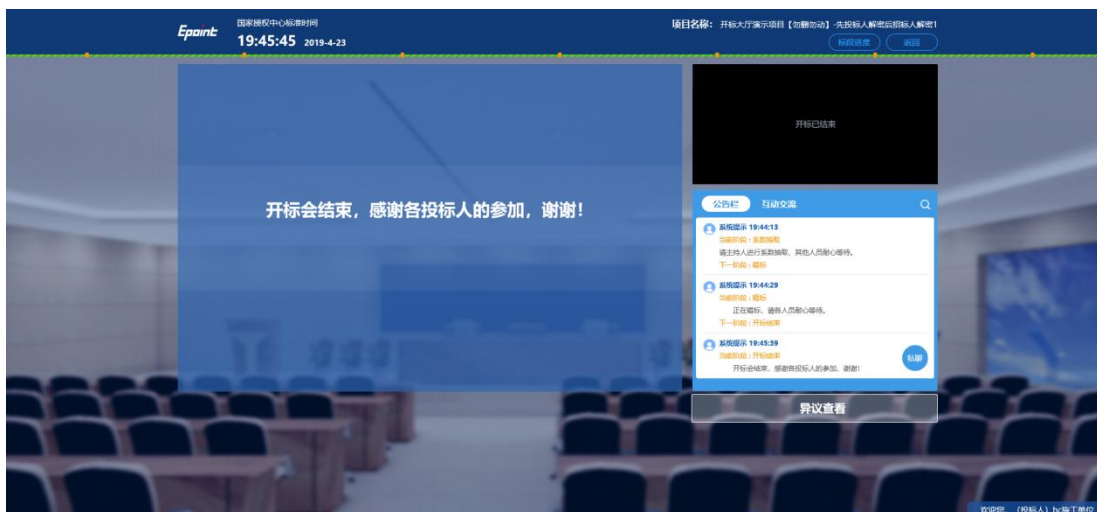 Epoint
国家授权中心标准时间
19:45:45 2019-4-23
项目名称： 开标大厅演示项目【勿删勿动】-先投标人解密后招标人解密1
标段进度 返回
开标已结束
开标会结束，感谢各投标人的参加，谢谢！
公告栏 互动交流
系统提示 19:44:13
当前阶段：系数抽取
请主持人进行系数抽取，其他人员耐心等待。
下一阶段：唱标
系统提示 19:44:29
当前阶段：唱标
正在唱标，请各人员耐心等待。
下一阶段：开标结束
系统提示 19:45:39
当前阶段：开标结束
开标会结束，感谢各投标人的参加，谢谢!
私聊
异议查看
欢迎您，（投标人）hc施工单位